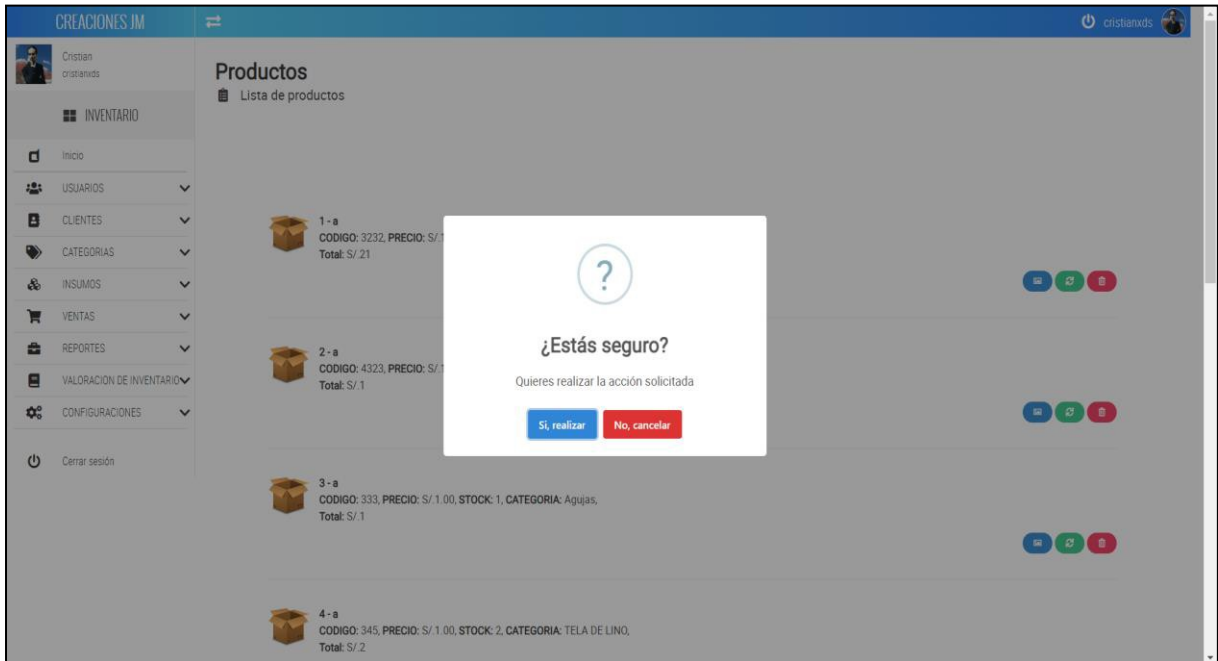 CREACIONES JM
cristianxds
Cristian
cristianxds
INVENTARIO
Inicio
USUARIOS
CLIENTES
CATEGORIAS
INSUMOS
VENTAS
REPORTES
VALORACION DE INVENTARIO
CONFIGURACIONES
Cerrar sesión
Productos
Lista de productos
1 - a
CODIGO: 3232, PRECIO: S/.1
Total: S/.21
2 - a
CODIGO: 4323, PRECIO: S/.1
Total: S/.1
?
¿Estás seguro?
Quieres realizar la acción solicitada
Si, realizar
No, cancelar
3 - a
CODIGO: 333, PRECIO: S/.1.00, STOCK: 1, CATEGORIA: Agujas,
Total: S/.1
4 - a
CODIGO: 345, PRECIO: S/.1.00, STOCK: 2, CATEGORIA: TELA DE LINO,
Total: S/.2